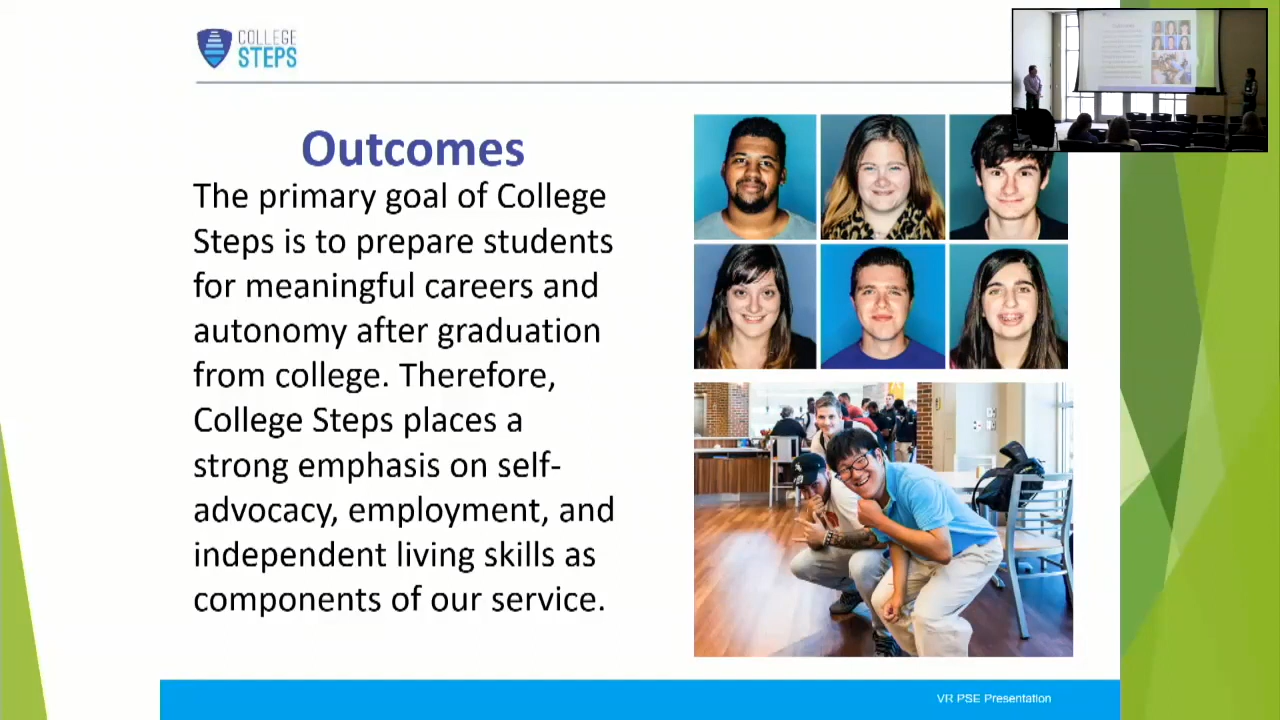 COLLEGE
STEPS
Outcomes
The primary goal of College
Steps is to prepare students
for meaningful careers and
autonomy after graduation
from college. Therefore,
College Steps places a
strong emphasis on self-
advocacy, employment, and
independent living skills as
components of our service.
VR PSE Presentation